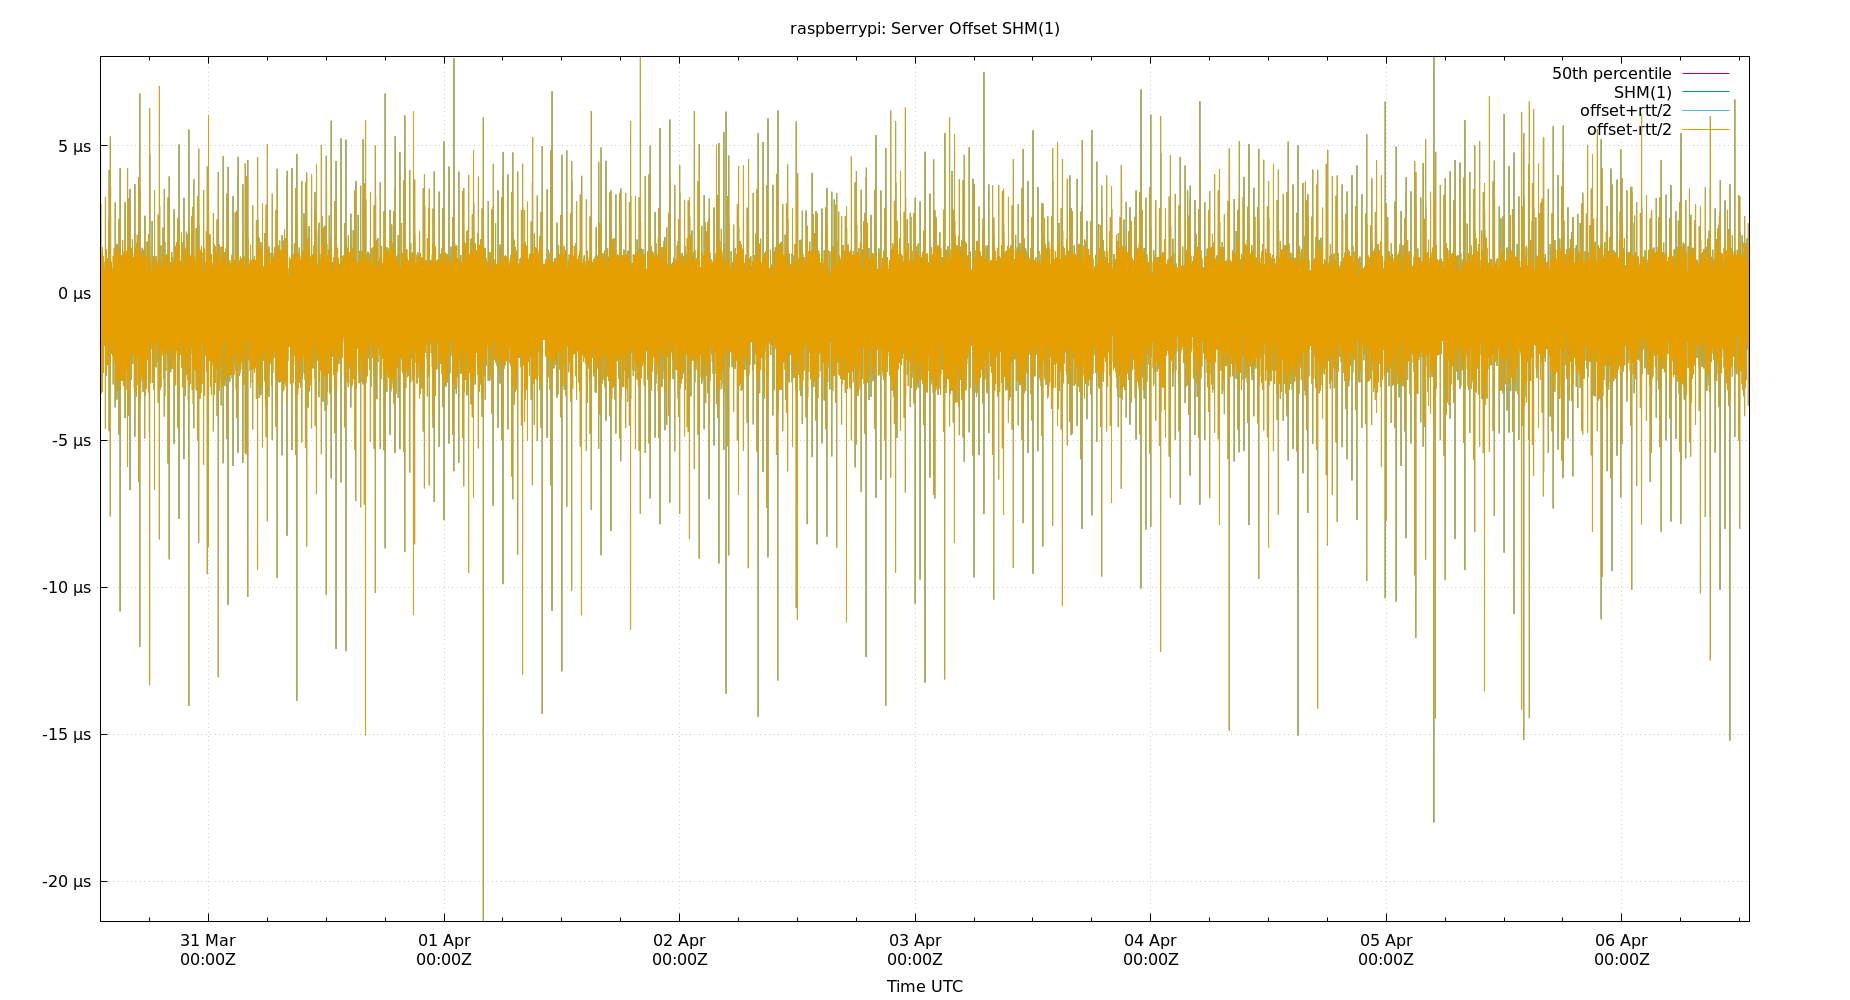 raspberrypi: Server Offset SHM(1)
50th percentile
SHM(1)
offset+rtt/2
offset-rtt/2
5 µs
0 µs
-5 µs
-10 µs
-15 µs
-20 µs
31 Mar 01 Apr 02 Apr 03 Apr 04 Apr 05 Apr 06 Apr
00:00Z 00:00Z 00:00Z 00:00Z 00:00Z 00:00Z 00:00Z
Time UTC